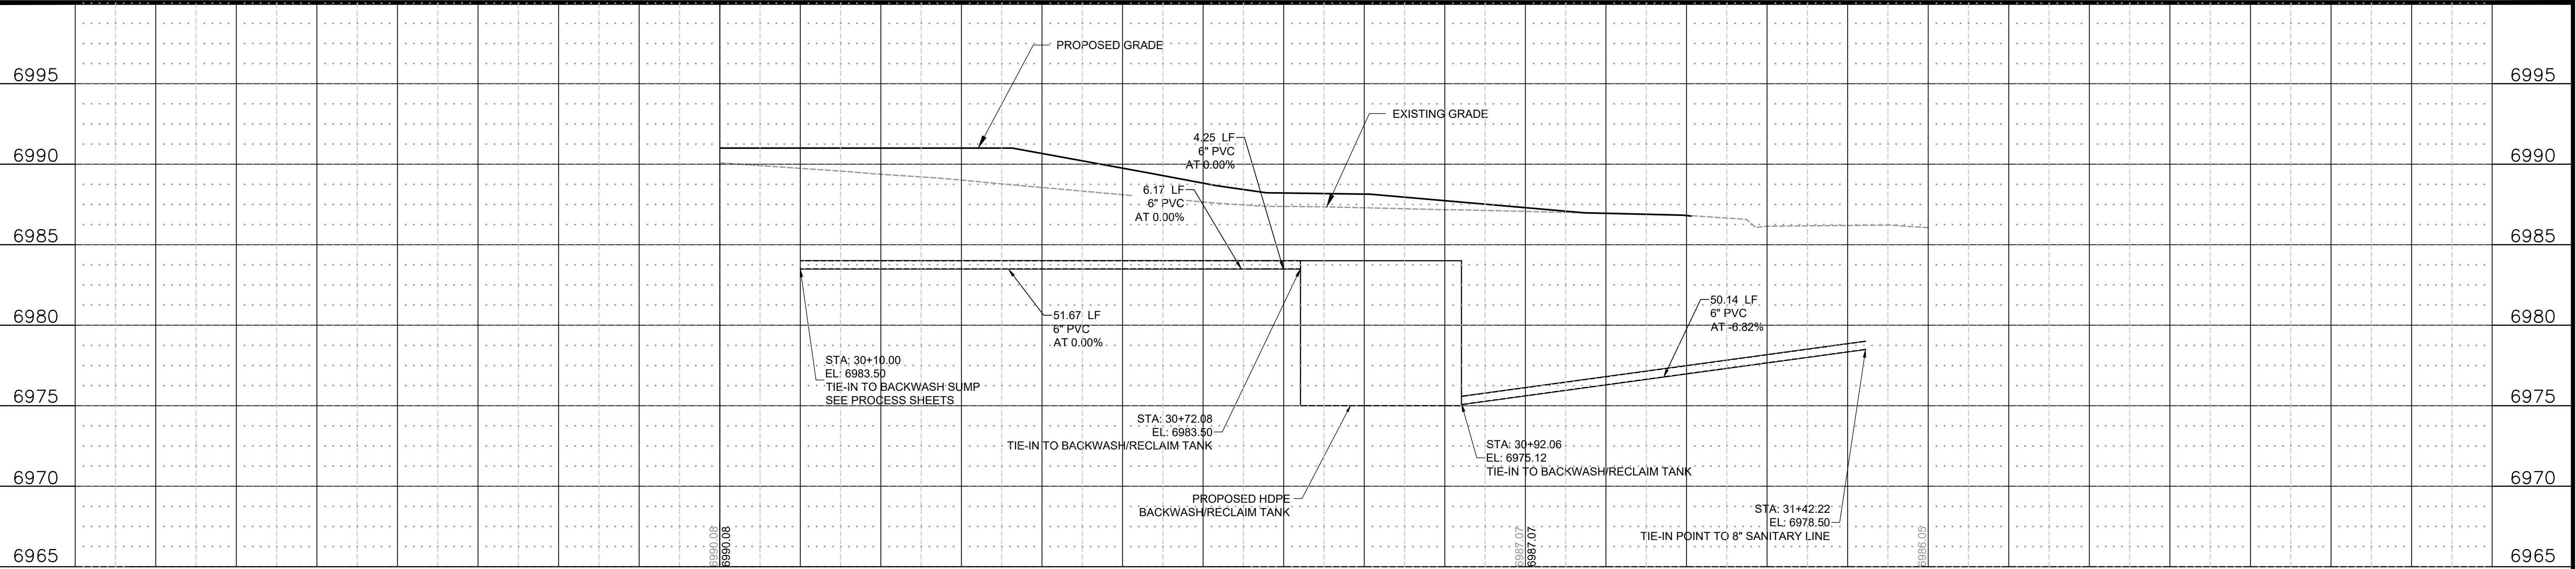 PROPOSED GRADE
6995
6995
EXISTING GRADE
4.25 LF
6" PVC
AT 0.00%
6990
6990
6.17 LF
6" PVC
AT 0.00%
6985
6985
50.14 LF
6" PVC
AT -6.82%
51.67 LF
6" PVC
AT 0.00%
6980
6980
STA: 30+10.00
EL: 6983.50
TIE-IN TO BACKWASH SUMP
SEE PROCESS SHEETS
6975
6975
STA: 30+72.08
EL: 6983.50
TIE-IN TO BACKWASH/RECLAIM TANK
STA: 30+92.06
EL: 6975.12
TIE-IN TO BACKWASH/RECLAIM TANK
6970
6970
PROPOSED HDPE
BACKWASH/RECLAIM TANK
STA: 31+42.22
EL: 6978.50
TIE-IN POINT TO 8" SANITARY LINE
6990.08
6990.08
6987.07
6987.07
6986.05
6965
6965